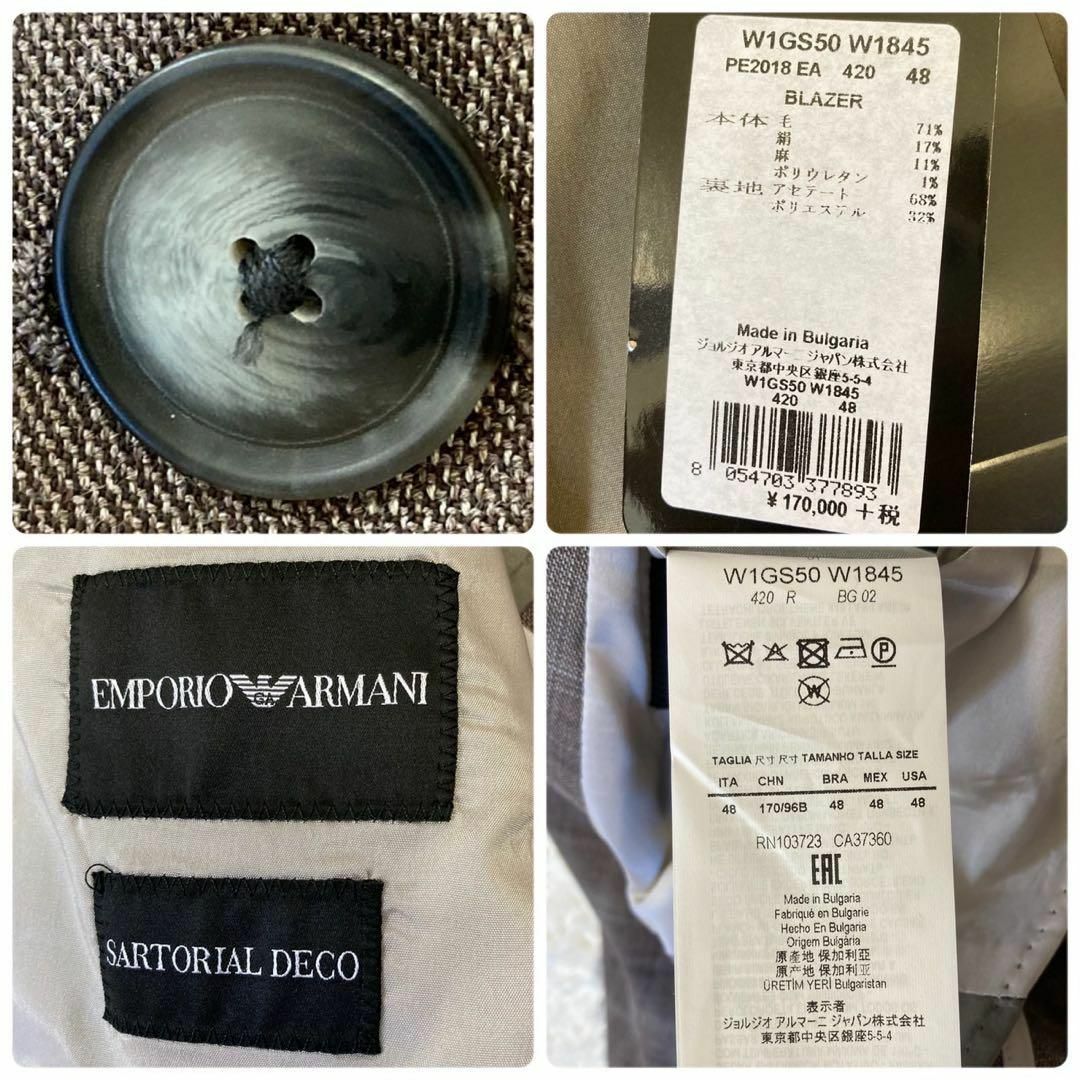 W1GS50 W1845
PE2018 EA 420 48
BLAZER
本体 毛 71%
絹 17%
麻 11%
ポリウレタン 1%
裏地 アセテート 68%
ポリエステル 32%
Made in Bulgaria
ジョルジオ アルマーニ ジャパン株式会社
東京都中央区銀座5-5-4
W1GS50 W1845
420 48
8 054703 377893
¥170,000 +税
EMPORIO GA ARMANI
SARTORIAL DECO
W1GS50 W1845
420 R BG 02
P
W
TAGLIA 尺寸 尺寸 TAMANHO TALLA SIZE
ITA CHN BRA MEX USA
48 170/96B 48 48 48
RN103723 CA37360
EAC
Made in Bulgaria
Fabriqué en Bulgarie
Hecho En Bulgaria
Origem Bulgària
原產地 保加利亞
原产地 保加利亚
ÜRETİM YERİ Bulgaristan
表示者
ジョルジオ アルマーニ ジャパン株式会社
東京都中央区銀座5-5-4